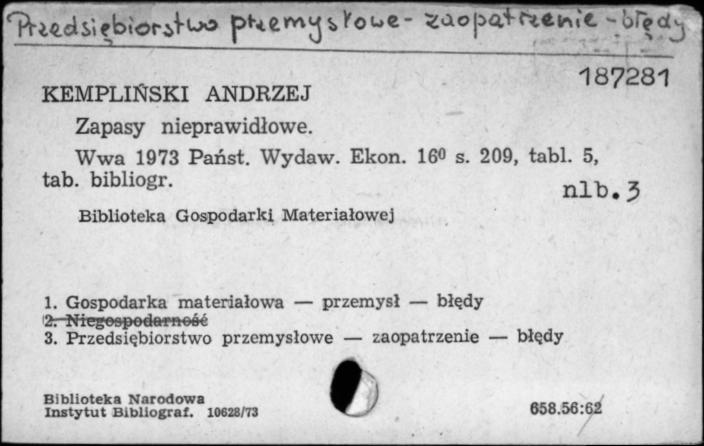 Przedsiębiorstwo przemysłowe - zaopatrzenie - błędy
187281
KEMPLIŃSKI ANDRZEJ
Zapasy nieprawidłowe.
Wwa 1973 Państ. Wydaw. Ekon. 16⁰ s. 209, tabl. 5,
tab. bibliogr.
nlb. 3
Biblioteka Gospodarki Materiałowej
1. Gospodarka materiałowa — przemysł — błędy
2. Niegospodarność
3. Przedsiębiorstwo przemysłowe — zaopatrzenie — błędy
Biblioteka Narodowa
Instytut Bibliograf. 10628/73
658.56:62